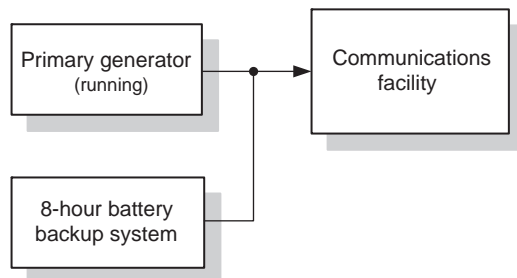 Primary generator
(running)
Communications
facility
8-hour battery
backup system